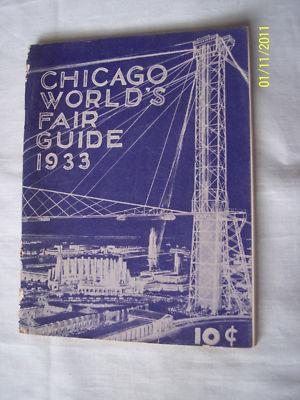 CHICAGO
WORLD'S
FAIR
GUIDE
1933
10¢
01/11/2011